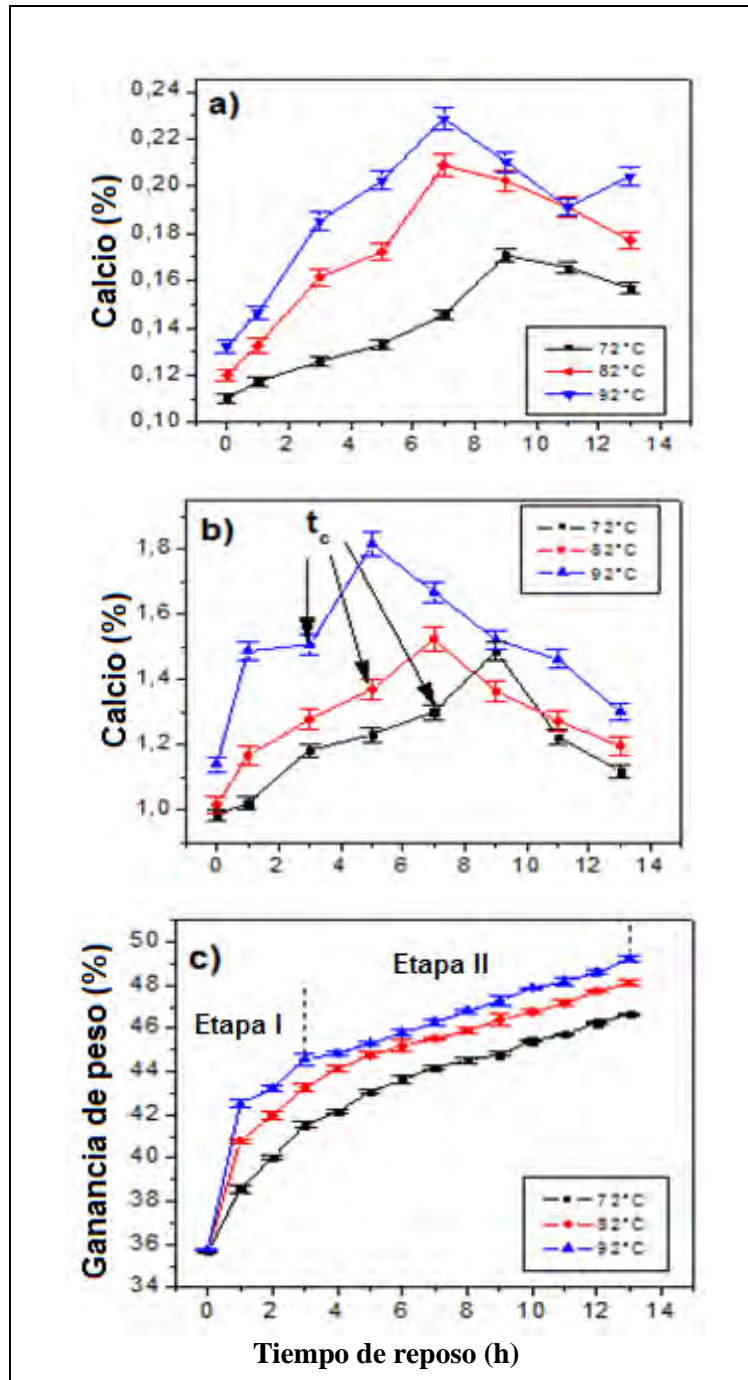 a)
Calcio (%)
0,24
0,22
0,20
0,18
0,16
0,14
0,12
0,10
72°C
82°C
92°C
0 2 4 6 8 10 12 14
b)
t_c
Calcio (%)
1,8
1,6
1,4
1,2
1,0
72°C
82°C
92°C
0 2 4 6 8 10 12 14
c)
Etapa I
Etapa II
Ganancia de peso (%)
50
48
46
44
42
40
38
36
34
72°C
82°C
92°C
0 2 4 6 8 10 12 14
Tiempo de reposo (h)